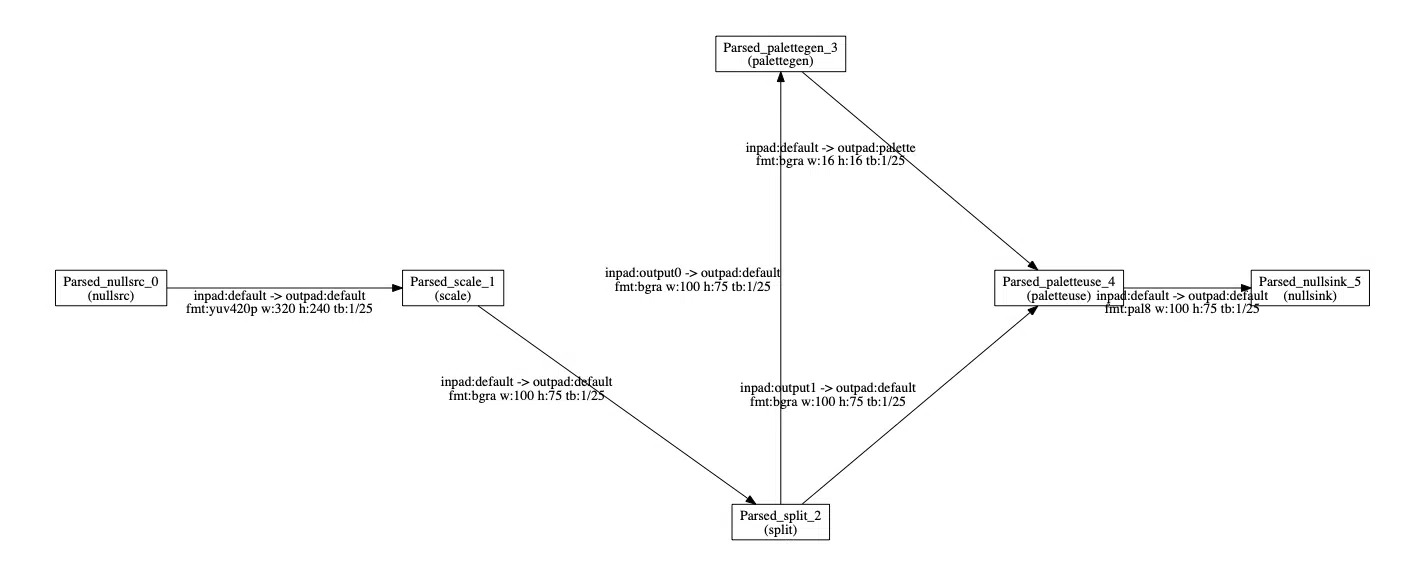 Parsed_palettegen_3
(palettegen)
inpad:default -> outpad:palette
fmt:bgra w:16 h:16 tb:1/25
inpad:output0 -> outpad:default
fmt:bgra w:100 h:75 tb:1/25
Parsed_nullsrc_0
(nullsrc)
inpad:default -> outpad:default
fmt:yuv420p w:320 h:240 tb:1/25
Parsed_scale_1
(scale)
Parsed_paletteuse_4
(paletteuse)
inpad:default -> outpad:default
fmt:pal8 w:100 h:75 tb:1/25
Parsed_nullsink_5
(nullsink)
inpad:default -> outpad:default
fmt:bgra w:100 h:75 tb:1/25
inpad:output1 -> outpad:default
fmt:bgra w:100 h:75 tb:1/25
Parsed_split_2
(split)